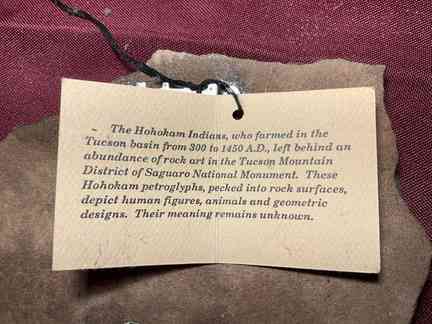 - The Hohokam Indians, who farmed in the
Tucson basin from 300 to 1450 A.D., left behind an
abundance of rock art in the Tucson Mountain
District of Saguaro National Monument. These
Hohokam petroglyphs, pecked into rock surfaces,
depict human figures, animals and geometric
designs. Their meaning remains unknown.